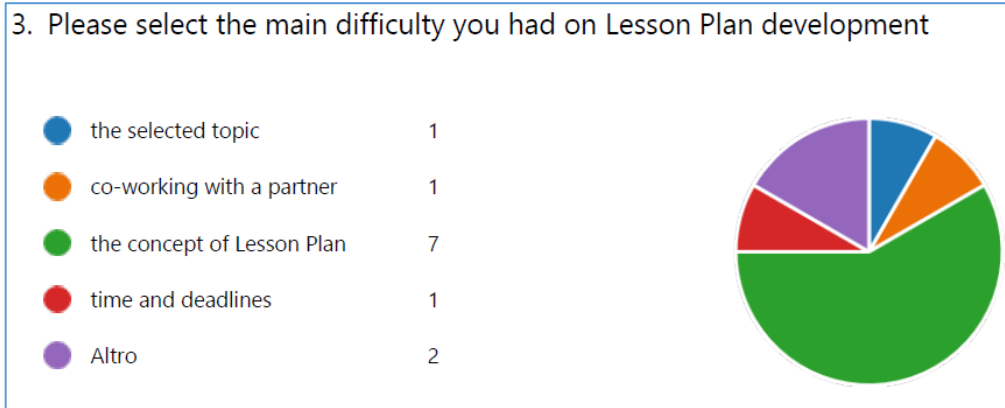 3. Please select the main difficulty you had on Lesson Plan development
the selected topic 1
co-working with a partner 1
the concept of Lesson Plan 7
time and deadlines 1
Altro 2